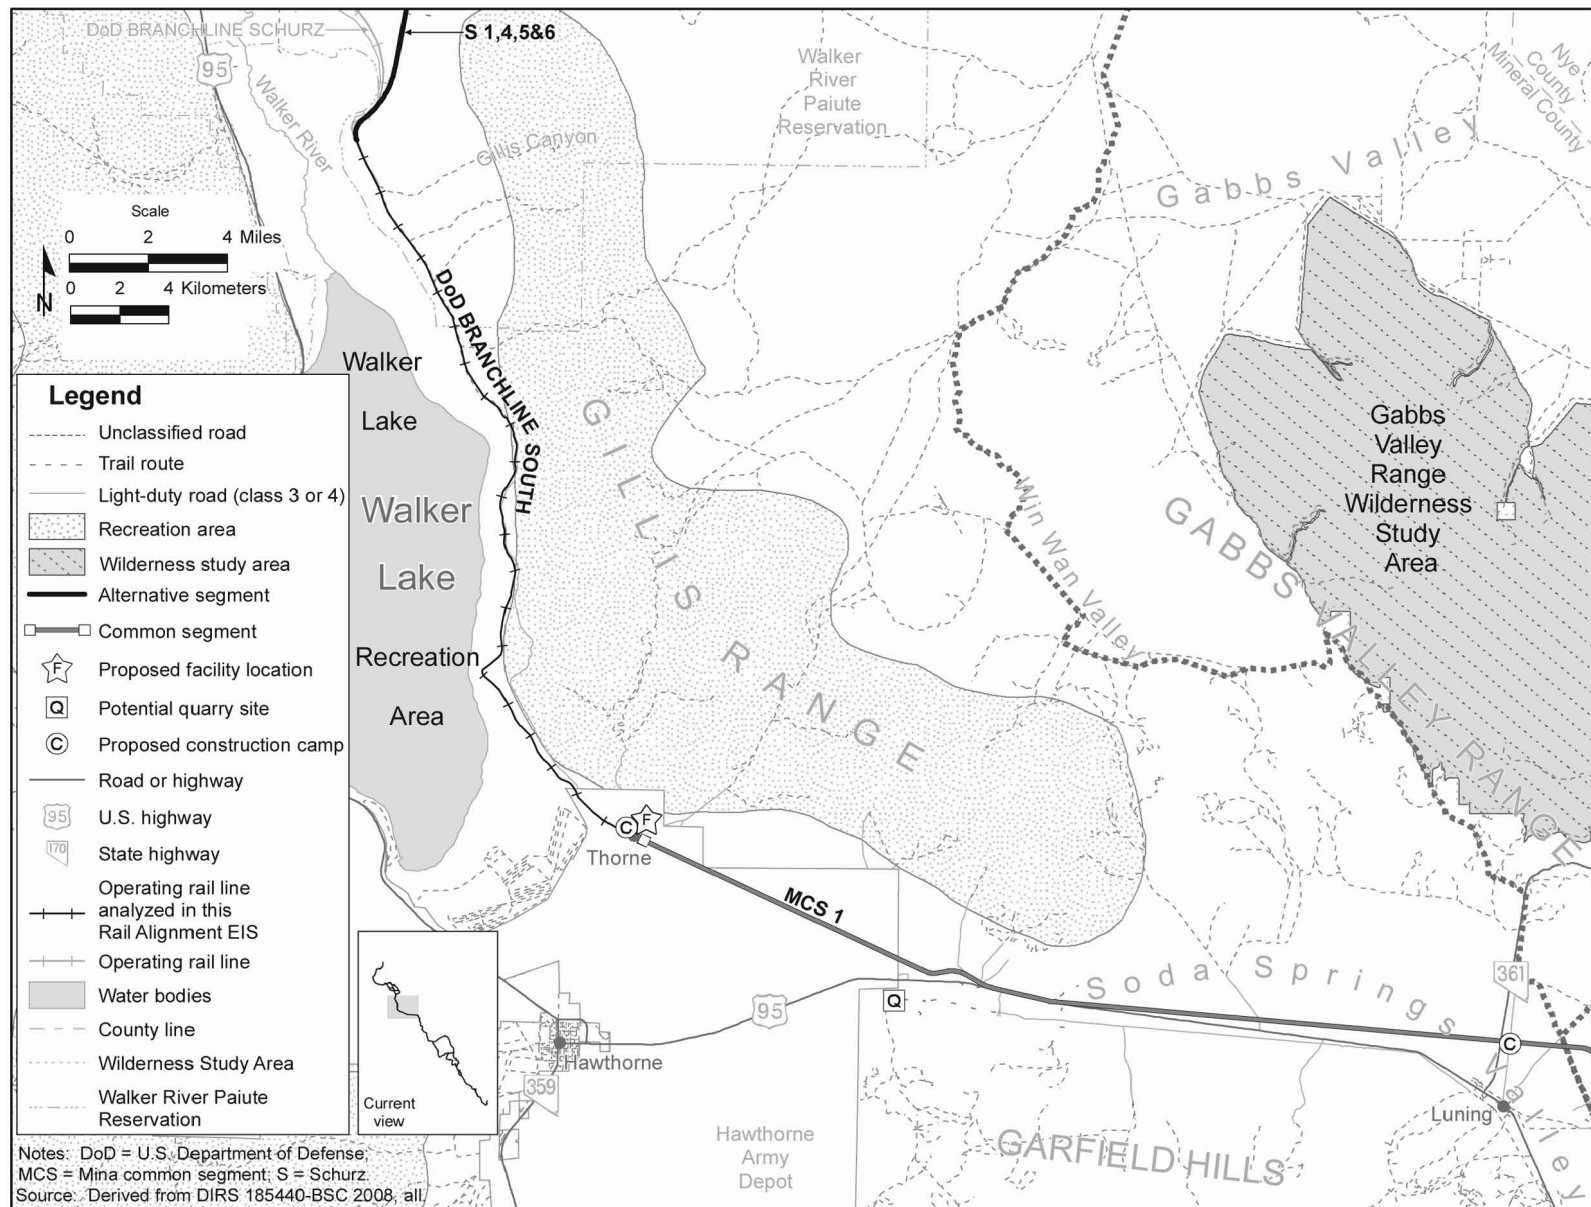 DoD BRANCHLINE SCHURZ
S 1,4,5&6
95
Walker River
Gillis Canyon
Walker
River
Paiute
Reservation
Nye
County
Mineral County
Gabbs Valley
Scale
0 2 4 Miles
0 2 4 Kilometers
N
DoD BRANCHLINE SOUTH
Walker
Lake
Walker
Lake
Recreation
Area
GILLIS RANGE
Win Wan Valley
GABBS VALLEY RANGE
Gabbs
Valley
Range
Wilderness
Study
Area
Legend
Unclassified road
Trail route
Light-duty road (class 3 or 4)
Recreation area
Wilderness study area
Alternative segment
Common segment
F Proposed facility location
Q Potential quarry site
C Proposed construction camp
Road or highway
95 U.S. highway
170 State highway
Operating rail line
analyzed in this
Rail Alignment EIS
Operating rail line
Water bodies
County line
Wilderness Study Area
Walker River Paiute
Reservation
C F
Thorne
MCS 1
Soda Springs Valley
361
Q
95
C
Hawthorne
359
Current
view
Luning
Hawthorne
Army
Depot
GARFIELD HILLS
Notes: DoD = U.S. Department of Defense;
MCS = Mina common segment; S = Schurz.
Source: Derived from DIRS 185440-BSC 2008, all.